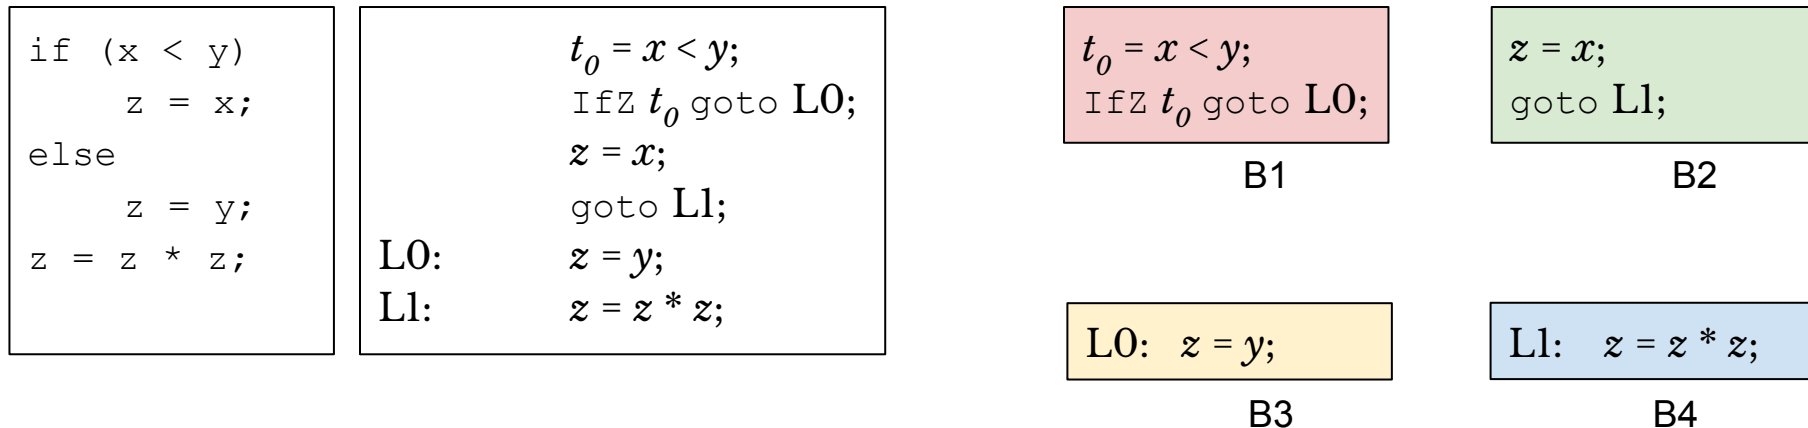 if (x < y)
z = x;
else
z = y;
z = z * z;
t₀ = x < y;
IfZ t₀ goto L0;
z = x;
goto L1;
L0: z = y;
L1: z = z * z;
t₀ = x < y;
IfZ t₀ goto L0;
B1
z = x;
goto L1;
B2
L0: z = y;
B3
L1: z = z * z;
B4